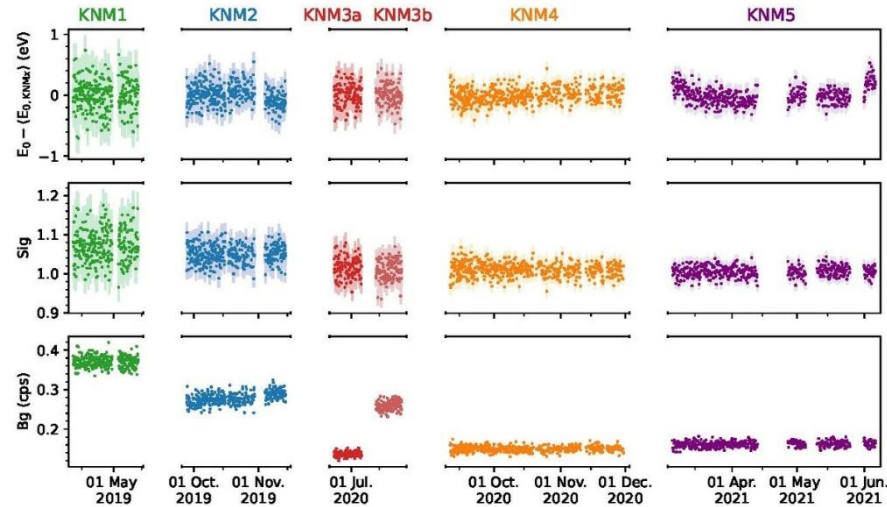 KNM1 KNM2 KNM3a KNM3b KNM4 KNM5
E₀ − ⟨E₀,KNMx⟩ (eV)
1
0
−1
Sig
1.2
1.1
1.0
0.9
Bg (cps)
0.4
0.3
0.2
01 May 01 Oct. 01 Nov. 01 Jul. 01 Oct. 01 Nov. 01 Dec. 01 Apr. 01 May 01 Jun.
2019 2019 2019 2020 2020 2020 2020 2021 2021 2021